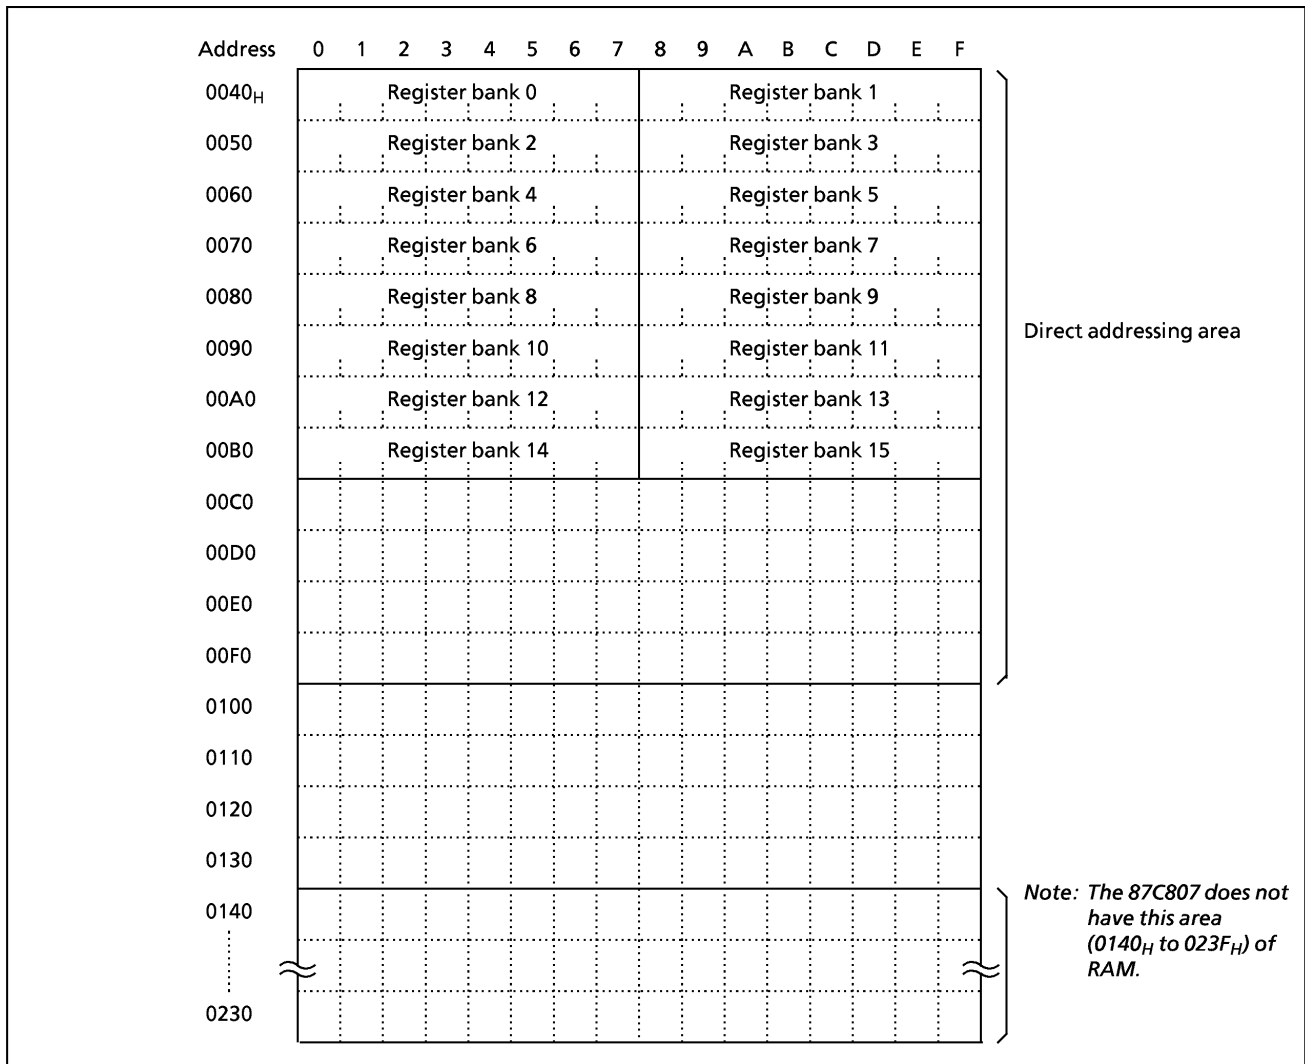 Address 0 1 2 3 4 5 6 7 8 9 A B C D E F
0040H Register bank 0 Register bank 1
0050 Register bank 2 Register bank 3
0060 Register bank 4 Register bank 5
0070 Register bank 6 Register bank 7
0080 Register bank 8 Register bank 9
Direct addressing area
0090 Register bank 10 Register bank 11
00A0 Register bank 12 Register bank 13
00B0 Register bank 14 Register bank 15
00C0
00D0
00E0
00F0
0100
0110
0120
0130
0140
Note: The 87C807 does not
have this area
(0140H to 023FH) of
RAM.
0230